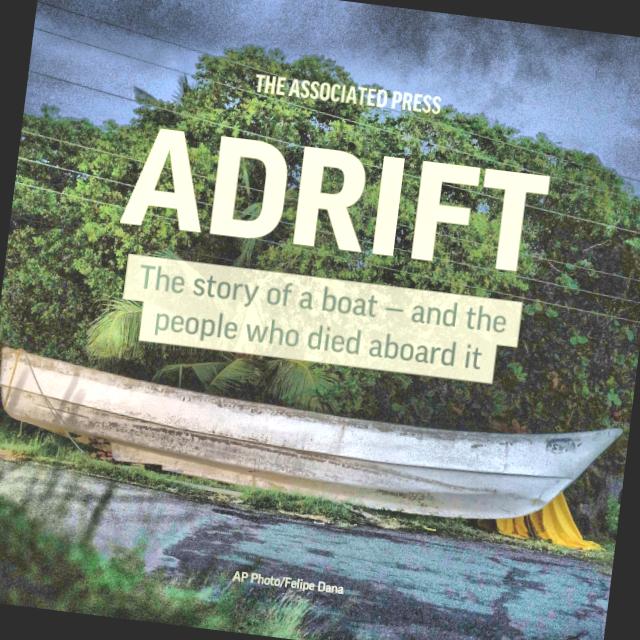 THE ASSOCIATED PRESS
ADRIFT
The story of a boat – and the
people who died aboard it
AP Photo/Felipe Dana